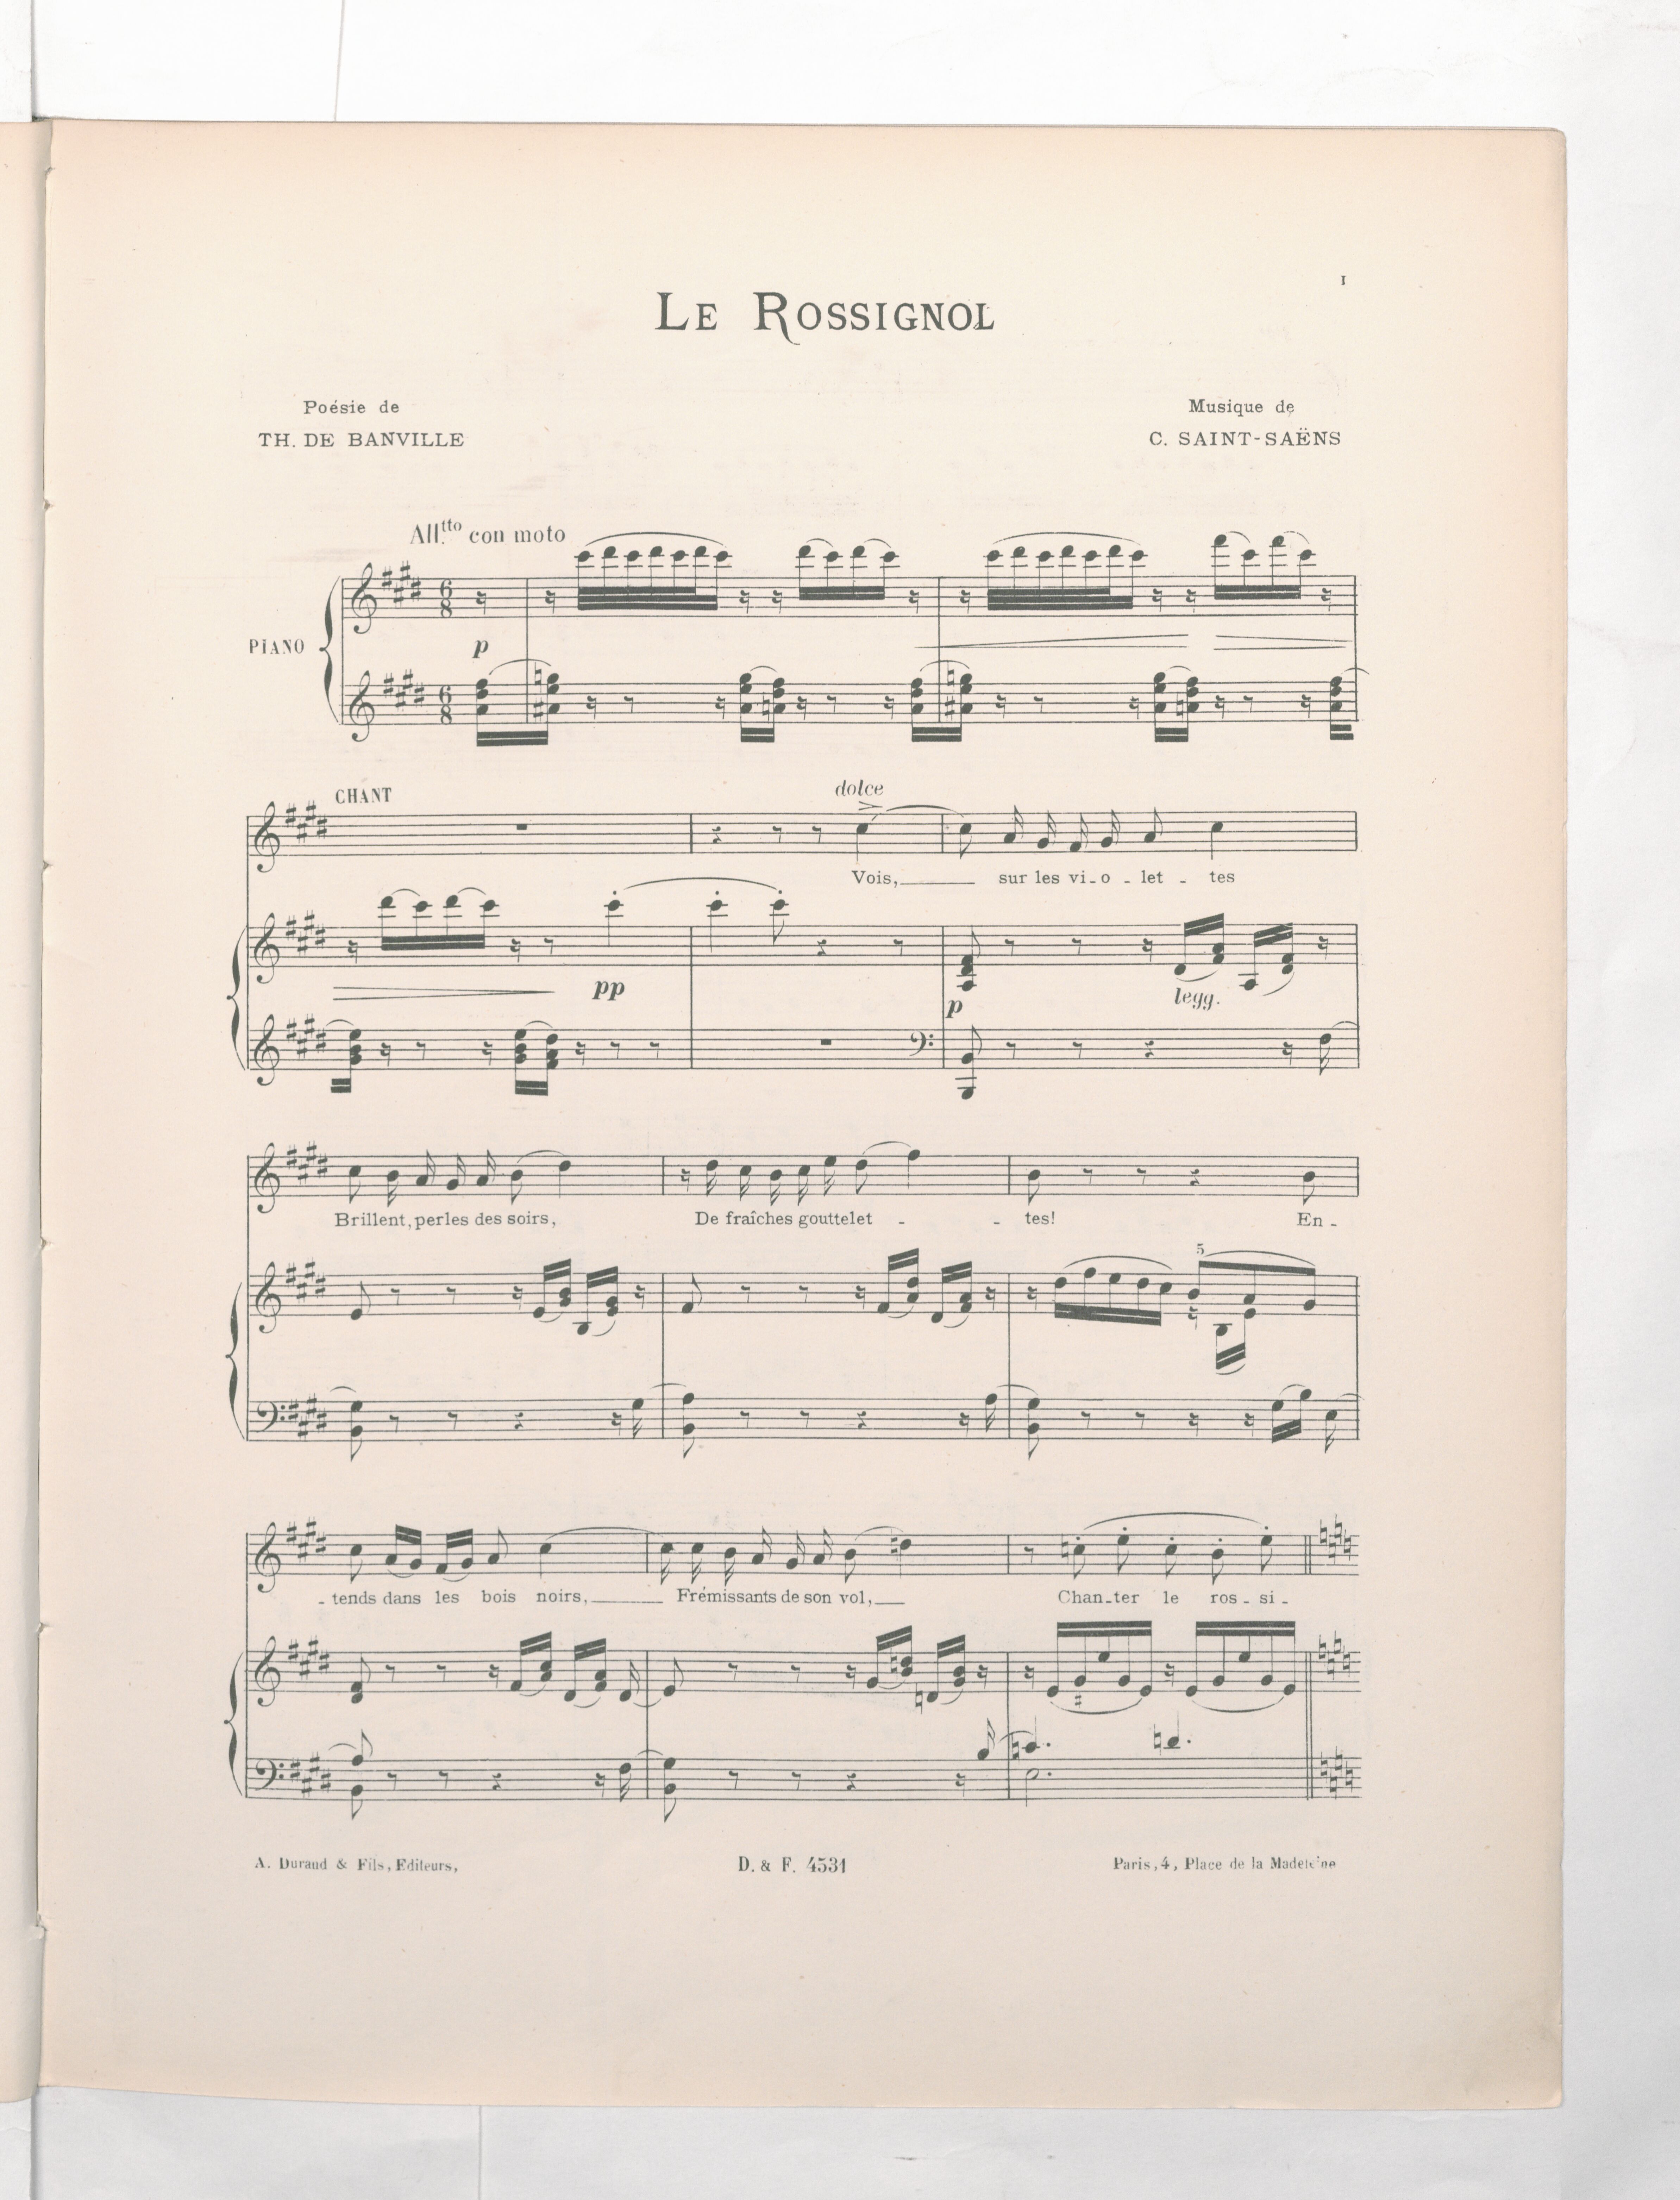 1
LE ROSSIGNOL
Poésie de
TH. DE BANVILLE
Musique de
C. SAINT-SAËNS
All.tto con moto
PIANO
p
CHANT
dolce
Vois,____ sur les vi-o-let-tes
pp
p
legg.
Brillent, perles des soirs, De fraîches gouttelet - - tes! En-
5
-tends dans les bois noirs,____ Frémissants de son vol,__ Chan-ter le ros-si-
A. Durand & Fils, Editeurs,
D. & F. 4531
Paris, 4, Place de la Madeleine